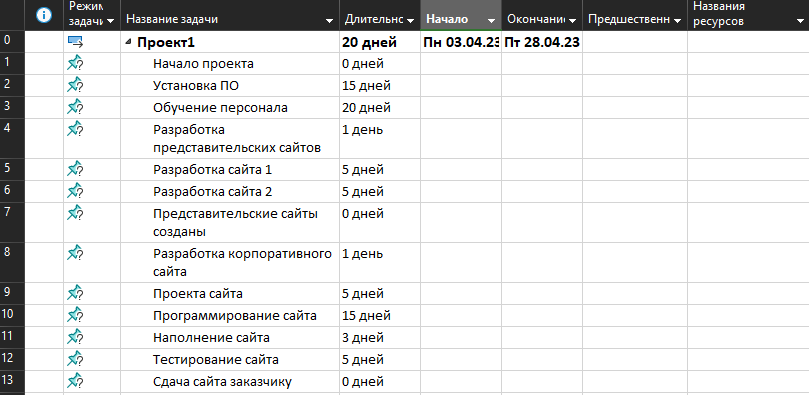 Режим задачи Название задачи Длительнос Начало Окончание Предшественн Названия ресурсов
0 Проект1 20 дней Пн 03.04.23 Пт 28.04.23
1 Начало проекта 0 дней
2 Установка ПО 15 дней
3 Обучение персонала 20 дней
4 Разработка 1 день
представительских сайтов
5 Разработка сайта 1 5 дней
6 Разработка сайта 2 5 дней
7 Представительские сайты 0 дней
созданы
8 Разработка корпоративного 1 день
сайта
9 Проекта сайта 5 дней
10 Программирование сайта 15 дней
11 Наполнение сайта 3 дней
12 Тестирование сайта 5 дней
13 Сдача сайта заказчику 0 дней